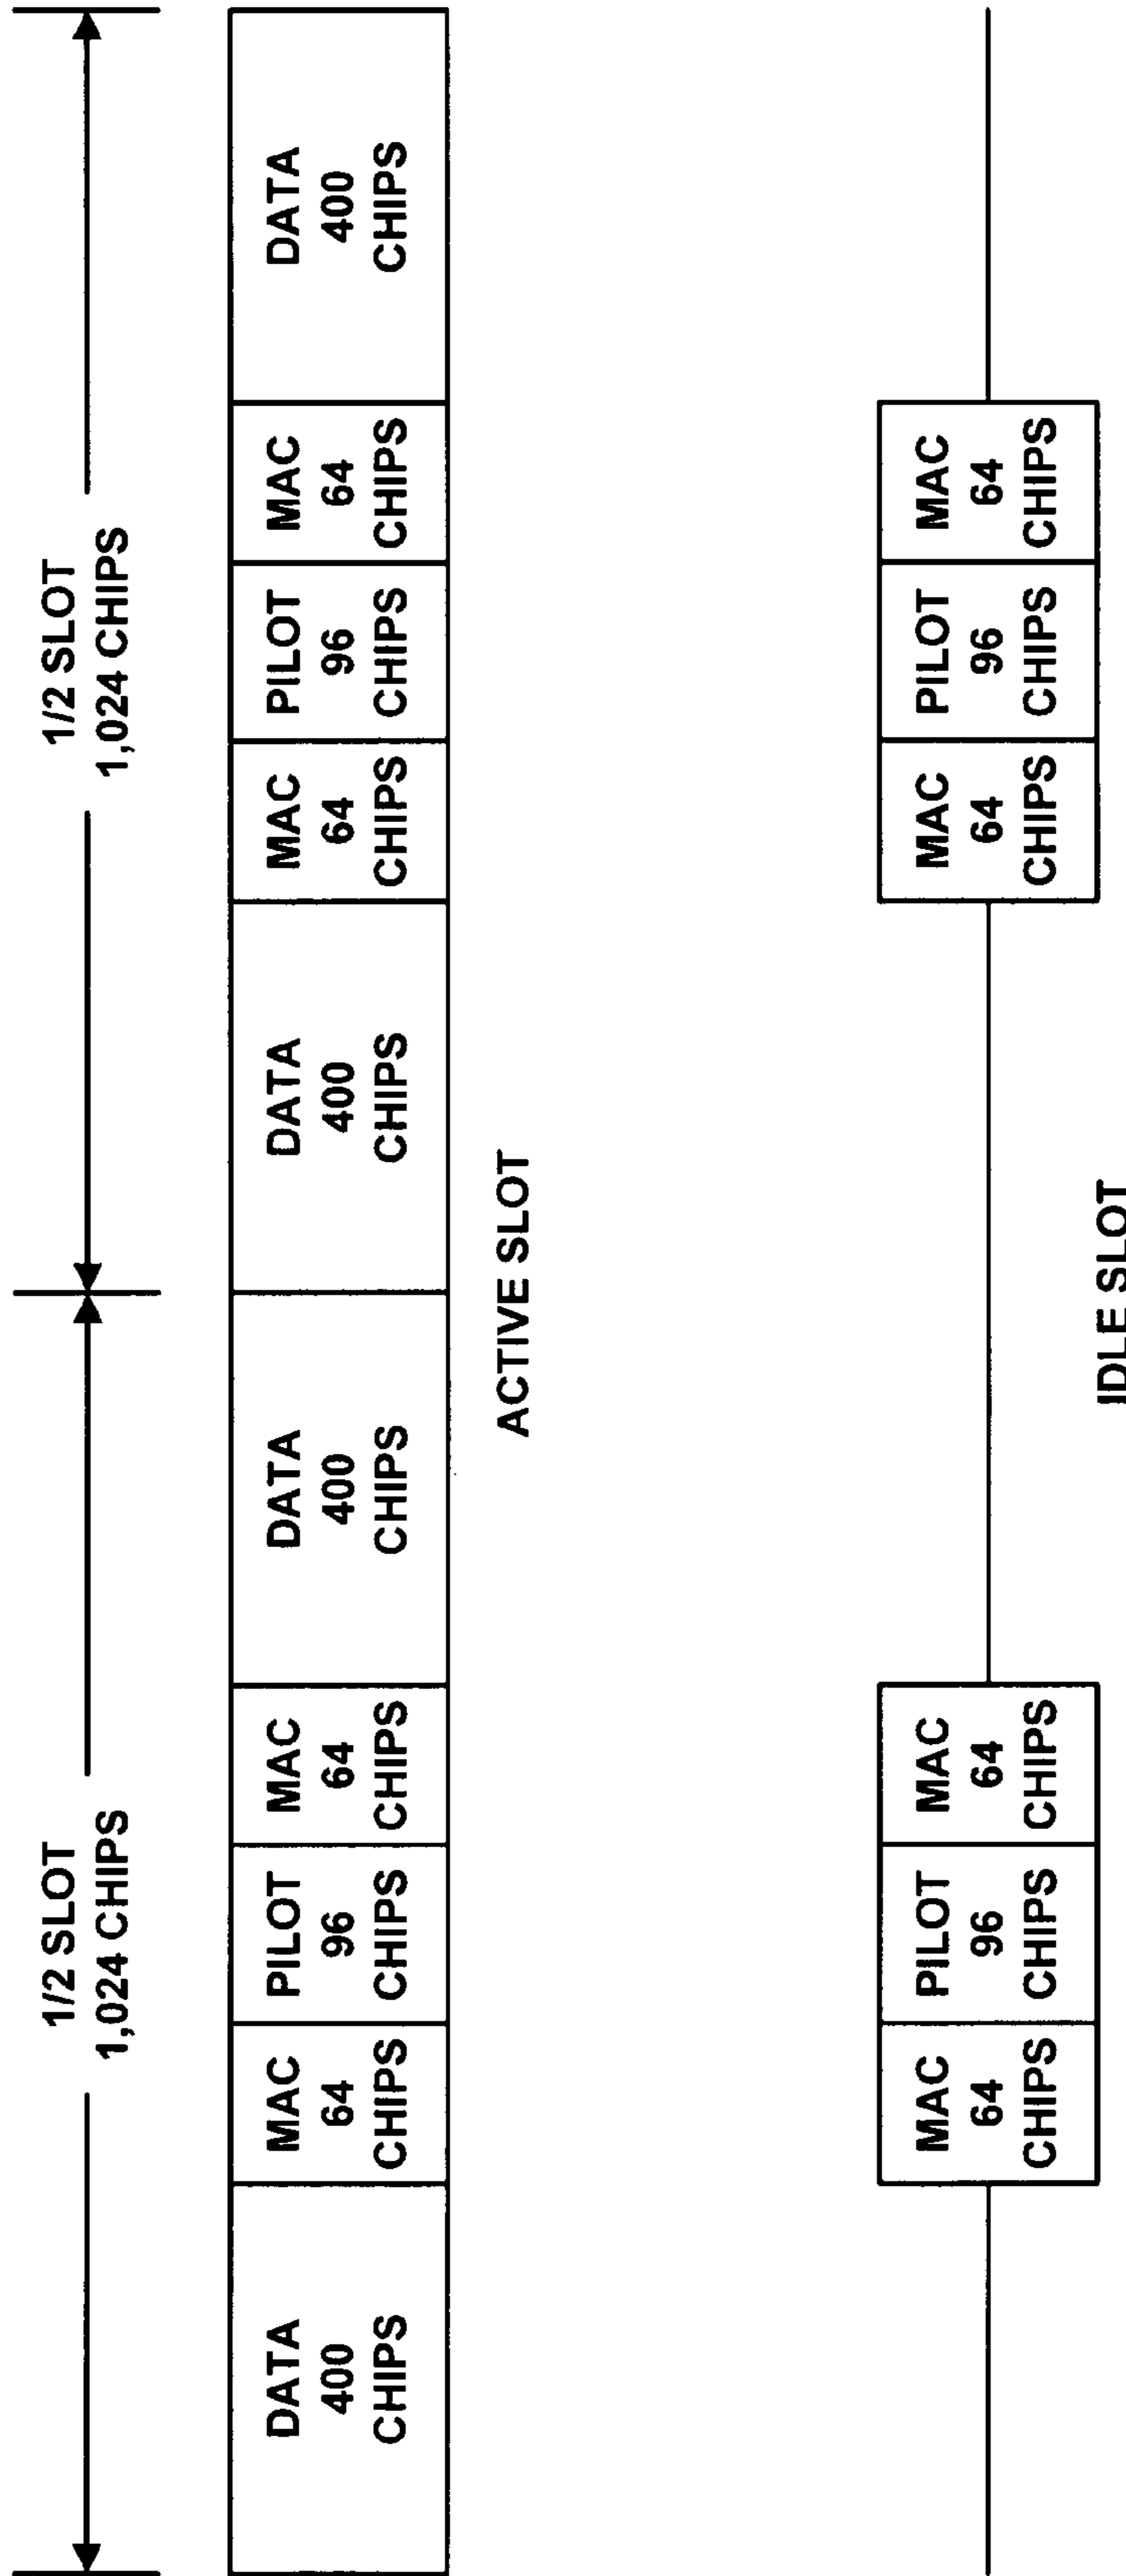 1/2 SLOT
1,024 CHIPS
1/2 SLOT
1,024 CHIPS
DATA
400
CHIPS
MAC
64
CHIPS
PILOT
96
CHIPS
MAC
64
CHIPS
DATA
400
CHIPS
DATA
400
CHIPS
MAC
64
CHIPS
PILOT
96
CHIPS
MAC
64
CHIPS
DATA
400
CHIPS
ACTIVE SLOT
MAC
64
CHIPS
PILOT
96
CHIPS
MAC
64
CHIPS
MAC
64
CHIPS
PILOT
96
CHIPS
MAC
64
CHIPS
IDLE SLOT